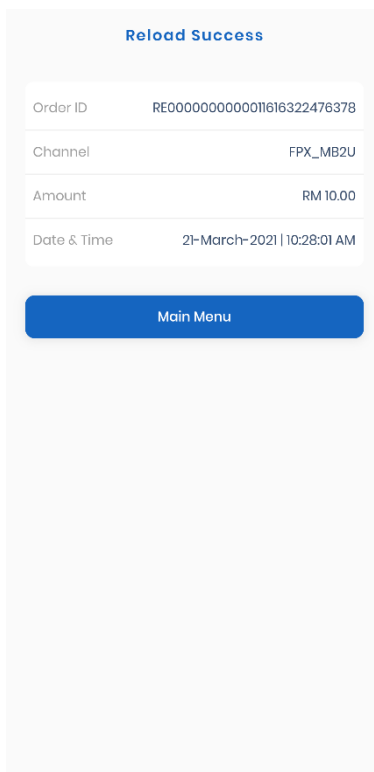 Reload Success
Order ID RE0000000000011616322476378
Channel FPX_MB2U
Amount RM 10.00
Date & Time 21-March-2021 | 10:28:01 AM
Main Menu